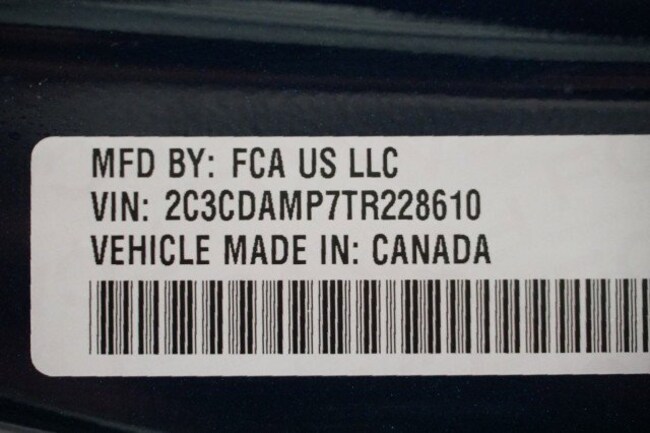 MFD BY: FCA US LLC
VIN: 2C3CDAMP7TR228610
VEHICLE MADE IN: CANADA